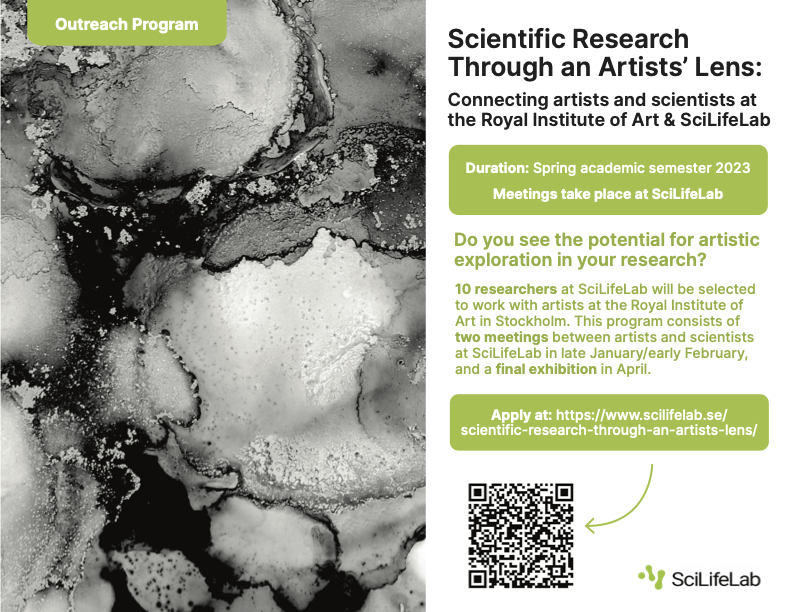 Outreach Program
Scientific Research
Through an Artists’ Lens:
Connecting artists and scientists at
the Royal Institute of Art & SciLifeLab
Duration: Spring academic semester 2023
Meetings take place at SciLifeLab
Do you see the potential for artistic
exploration in your research?
10 researchers at SciLifeLab will be selected
to work with artists at the Royal Institute of
Art in Stockholm. This program consists of
two meetings between artists and scientists
at SciLifeLab in late January/early February,
and a final exhibition in April.
Apply at: https://www.scilifelab.se/
scientific-research-through-an-artists-lens/
SciLifeLab